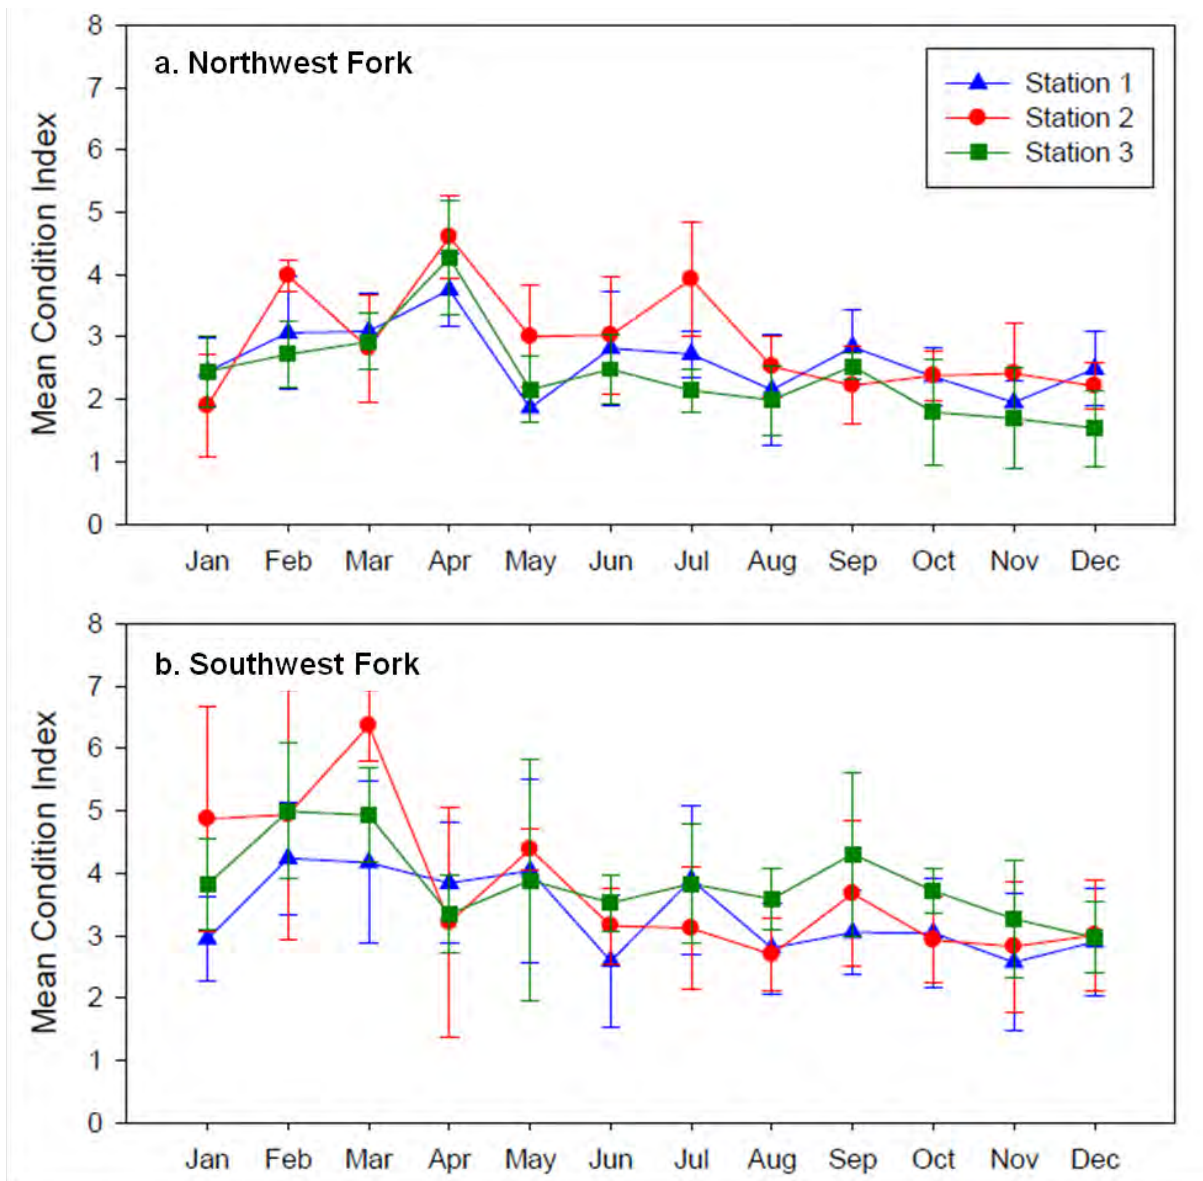 a. Northwest Fork
Station 1
Station 2
Station 3
Mean Condition Index
8
7
6
5
4
3
2
1
0
Jan Feb Mar Apr May Jun Jul Aug Sep Oct Nov Dec
b. Southwest Fork
Mean Condition Index
8
7
6
5
4
3
2
1
0
Jan Feb Mar Apr May Jun Jul Aug Sep Oct Nov Dec